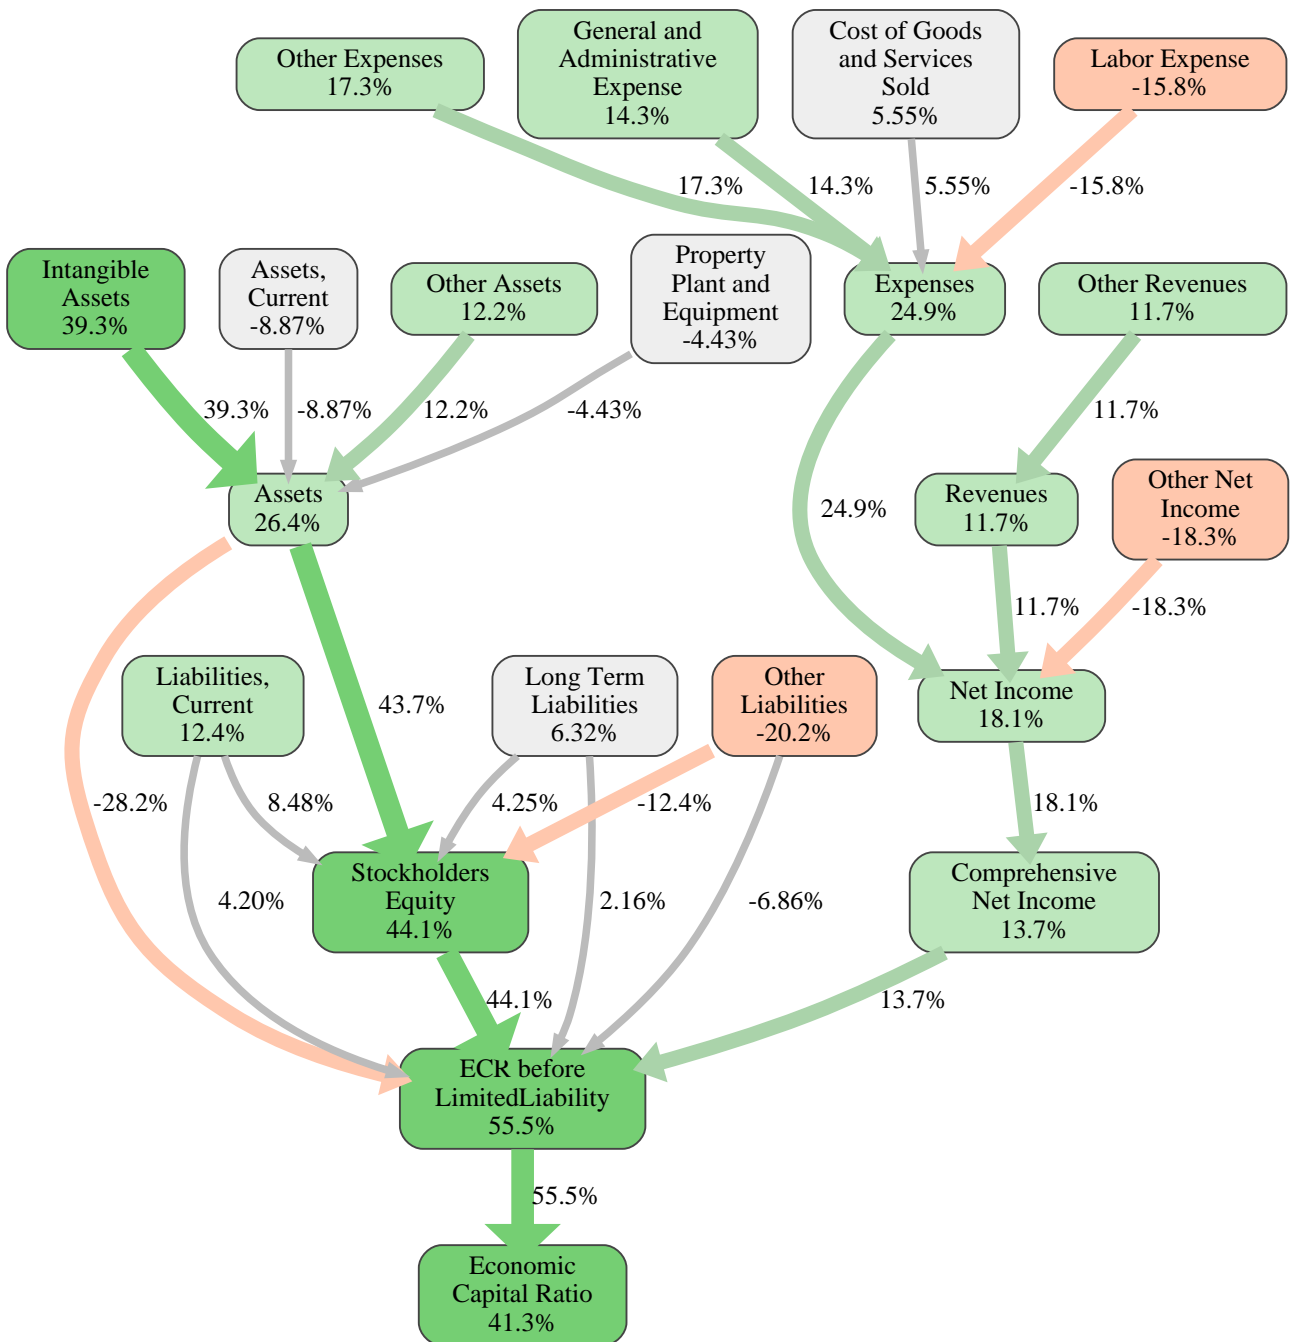 Other Expenses
17.3%
General and
Administrative
Expense
14.3%
Cost of Goods
and Services
Sold
5.55%
Labor Expense
-15.8%
17.3%
14.3%
5.55%
-15.8%
Intangible
Assets
39.3%
Assets,
Current
-8.87%
Other Assets
12.2%
Property
Plant and
Equipment
-4.43%
Expenses
24.9%
Other Revenues
11.7%
39.3%
-8.87%
12.2%
-4.43%
11.7%
Assets
26.4%
24.9%
Revenues
11.7%
Other Net
Income
-18.3%
11.7%
-18.3%
Liabilities,
Current
12.4%
43.7%
Long Term
Liabilities
6.32%
Other
Liabilities
-20.2%
Net Income
18.1%
-28.2%
8.48%
4.25%
-12.4%
18.1%
Stockholders
Equity
44.1%
4.20%
2.16%
-6.86%
Comprehensive
Net Income
13.7%
44.1%
13.7%
ECR before
LimitedLiability
55.5%
55.5%
Economic
Capital Ratio
41.3%